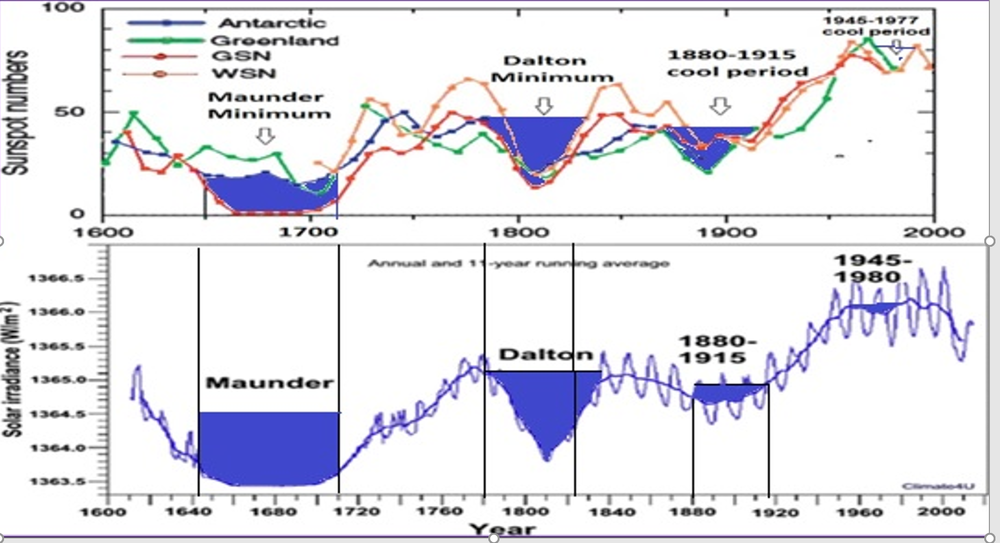 100
Antarctic
Greenland
GSN
WSN
Maunder
Minimum
Dalton
Minimum
1880-1915
cool period
1945-1977
cool period
50
0
Sunspot numbers
1600 1700 1800 1900 2000
Annual and 11-year running average
1366.5
1366.0
1365.5
1365.0
1364.5
1364.0
1363.5
Solar irradiance (W/m²)
Maunder
Dalton
1880-
1915
1945-
1980
Climate4U
1600 1640 1680 1720 1760 1800 1840 1880 1920 1960 2000
Year